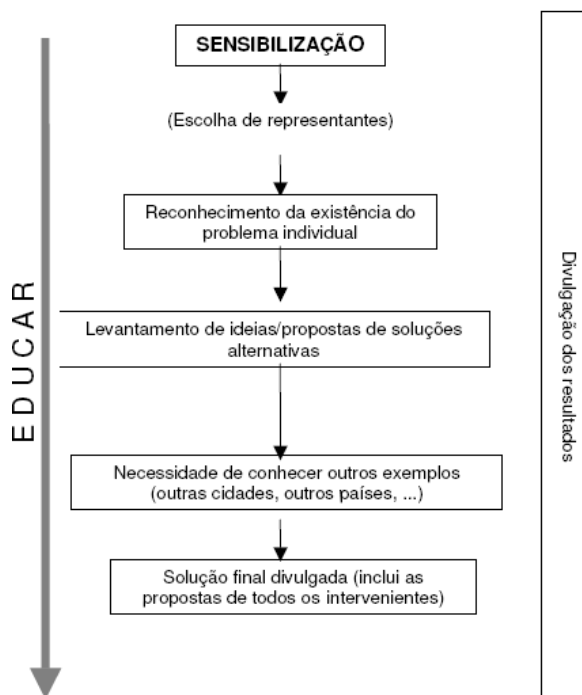 SENSIBILIZAÇÃO
(Escolha de representantes)
Reconhecimento da existência do
problema individual
Levantamento de ideias/propostas de soluções
alternativas
Necessidade de conhecer outros exemplos
(outras cidades, outros países, ...)
Solução final divulgada (inclui as
propostas de todos os intervenientes)
EDUCAR
Divulgação dos resultados